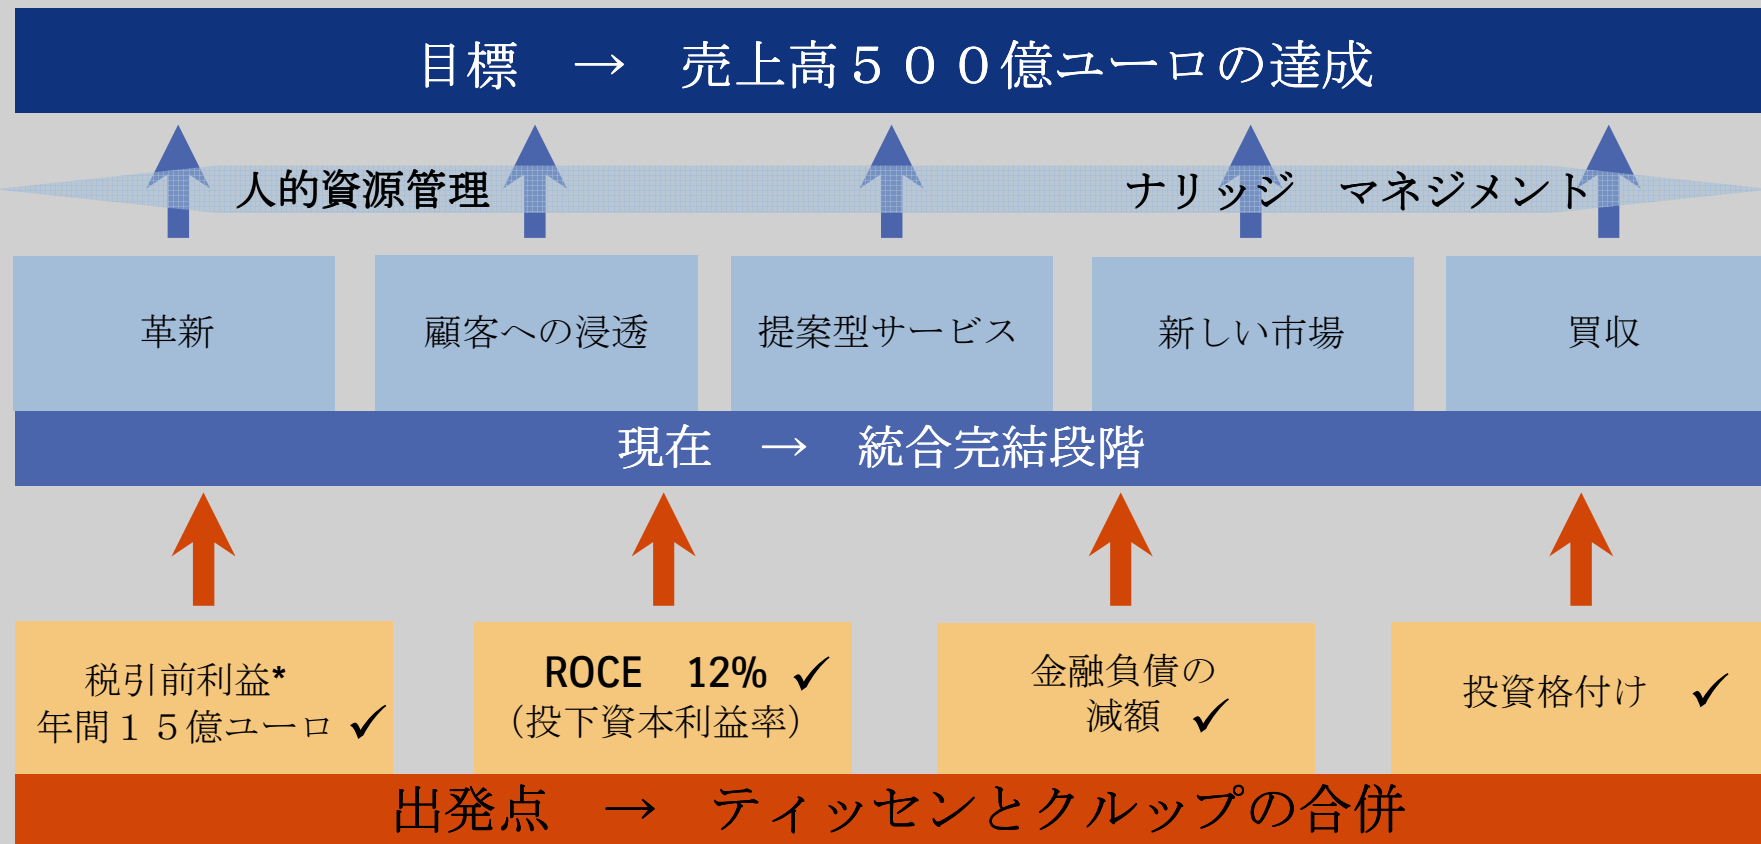 目標　→　売上高５００億ユーロの達成
人的資源管理
ナリッジ　マネジメント
革新
顧客への浸透
提案型サービス
新しい市場
買収
現在　→　統合完結段階
税引前利益*
年間１５億ユーロ ✓
ROCE　12% ✓
（投下資本利益率）
金融負債の
減額 ✓
投資格付け ✓
出発点　→　ティッセンとクルップの合併